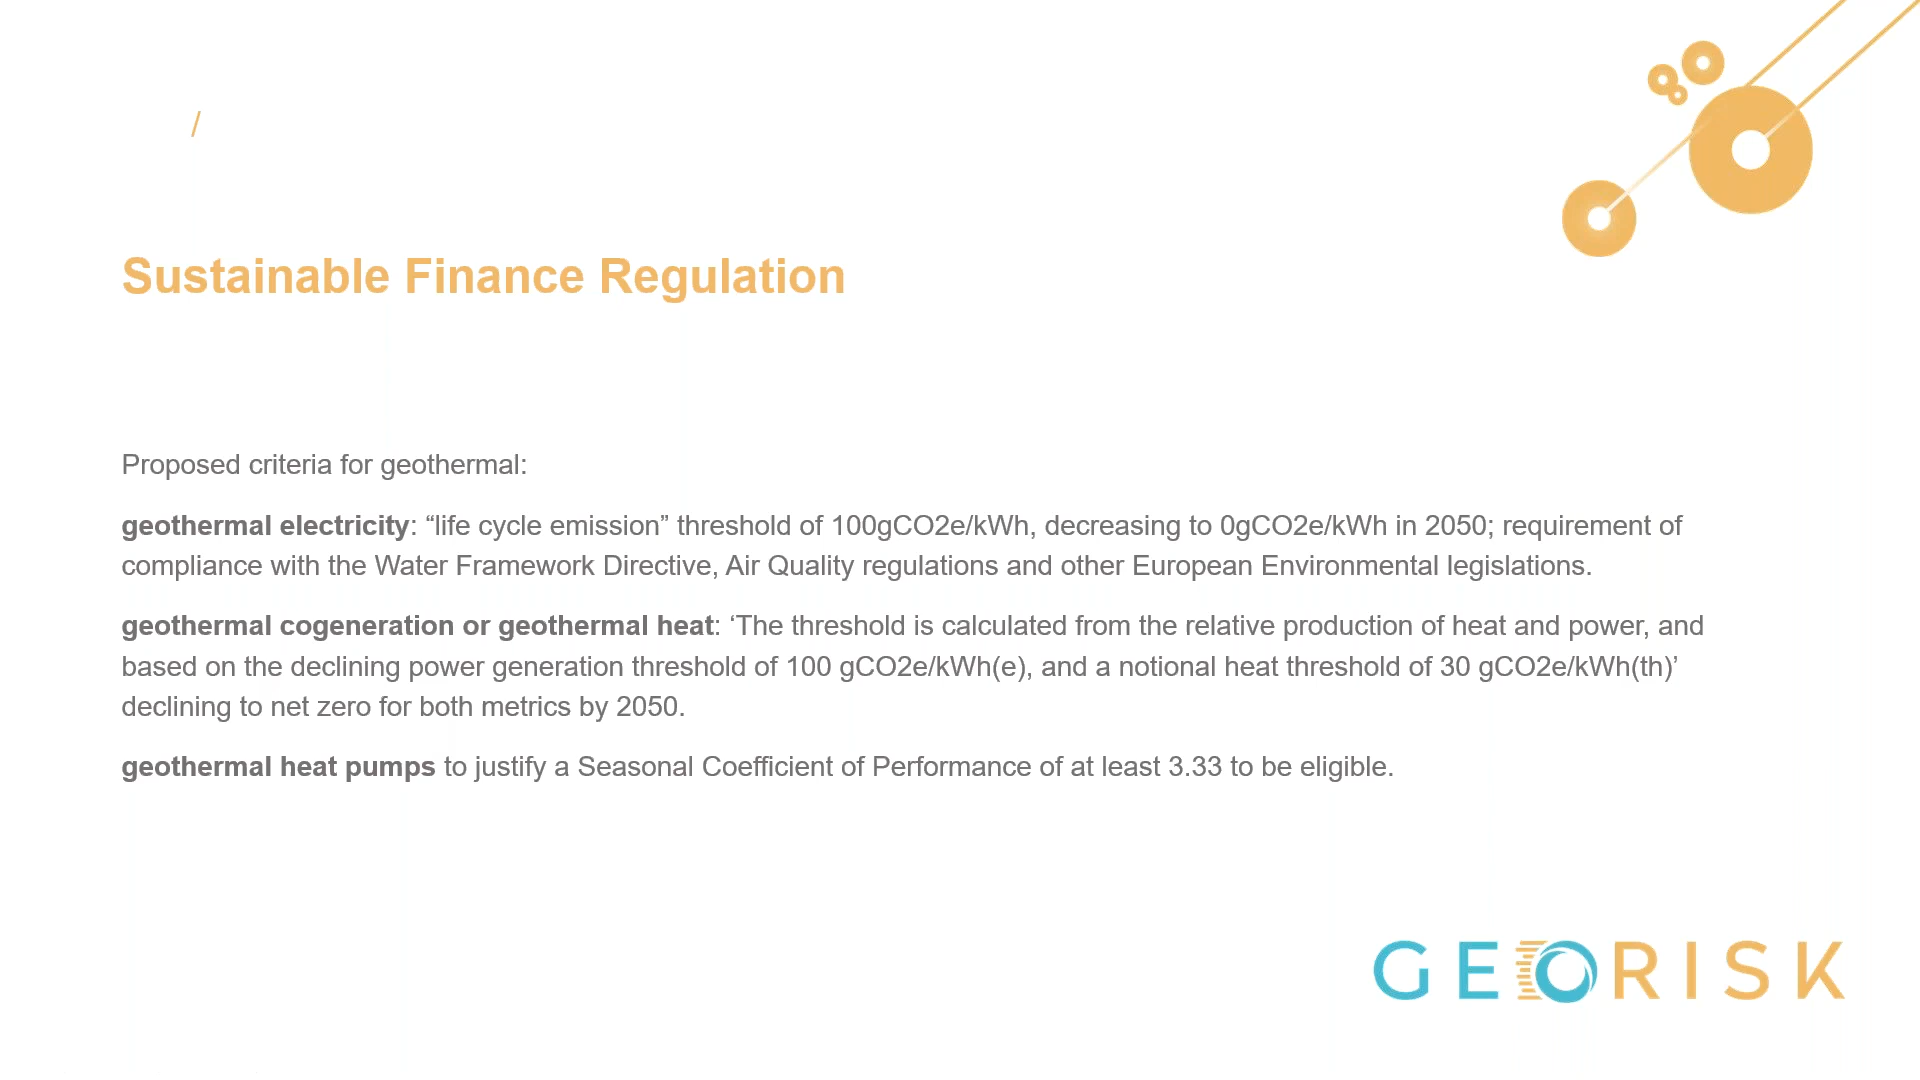 /
Sustainable Finance Regulation
Proposed criteria for geothermal:
geothermal electricity: “life cycle emission” threshold of 100gCO2e/kWh, decreasing to 0gCO2e/kWh in 2050; requirement of
compliance with the Water Framework Directive, Air Quality regulations and other European Environmental legislations.
geothermal cogeneration or geothermal heat: ‘The threshold is calculated from the relative production of heat and power, and
based on the declining power generation threshold of 100 gCO2e/kWh(e), and a notional heat threshold of 30 gCO2e/kWh(th)’
declining to net zero for both metrics by 2050.
geothermal heat pumps to justify a Seasonal Coefficient of Performance of at least 3.33 to be eligible.
GEORISK